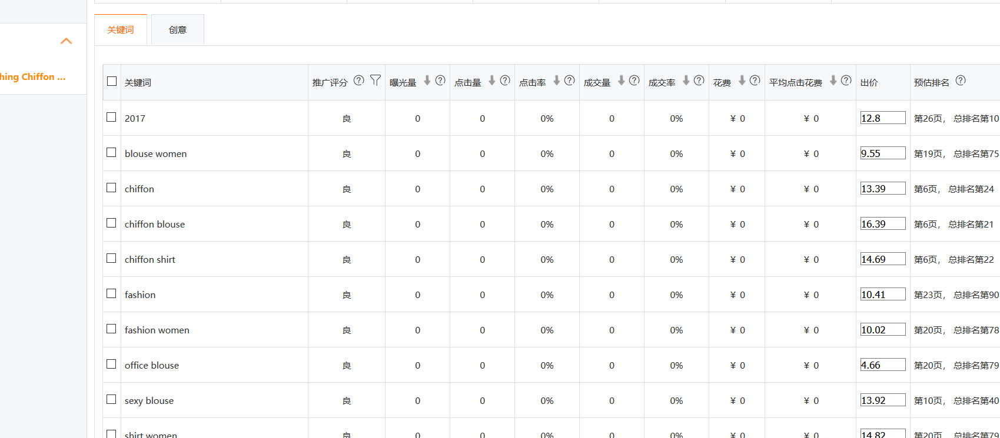 关键词 创意
hing Chiffon ...
关键词 推广评分 曝光量 点击量 点击率 成交量 成交率 花费 平均点击花费 出价 预估排名
2017 良 0 0 0% 0 0% ¥ 0 ¥ 0 12.8 第26页， 总排名第10
blouse women 良 0 0 0% 0 0% ¥ 0 ¥ 0 9.55 第19页， 总排名第75
chiffon 良 0 0 0% 0 0% ¥ 0 ¥ 0 13.39 第6页， 总排名第24
chiffon blouse 良 0 0 0% 0 0% ¥ 0 ¥ 0 16.39 第6页， 总排名第21
chiffon shirt 良 0 0 0% 0 0% ¥ 0 ¥ 0 14.69 第6页， 总排名第22
fashion 良 0 0 0% 0 0% ¥ 0 ¥ 0 10.41 第23页， 总排名第90
fashion women 良 0 0 0% 0 0% ¥ 0 ¥ 0 10.02 第20页， 总排名第78
office blouse 良 0 0 0% 0 0% ¥ 0 ¥ 0 4.66 第20页， 总排名第79
sexy blouse 良 0 0 0% 0 0% ¥ 0 ¥ 0 13.92 第10页， 总排名第40
shirt women 良 0 0 0% 0 0% ¥ 0 ¥ 0 14.82 第20页， 总排名第79